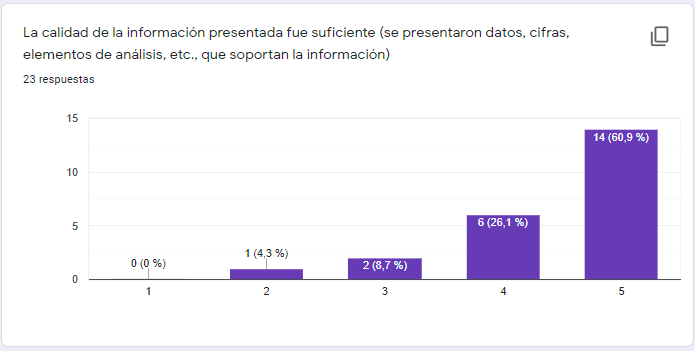 La calidad de la información presentada fue suficiente (se presentaron datos, cifras,
elementos de análisis, etc., que soportan la información)
23 respuestas
15
10
5
0
0 (0 %)
1 (4,3 %)
2 (8,7 %)
6 (26,1 %)
14 (60,9 %)
1
2
3
4
5